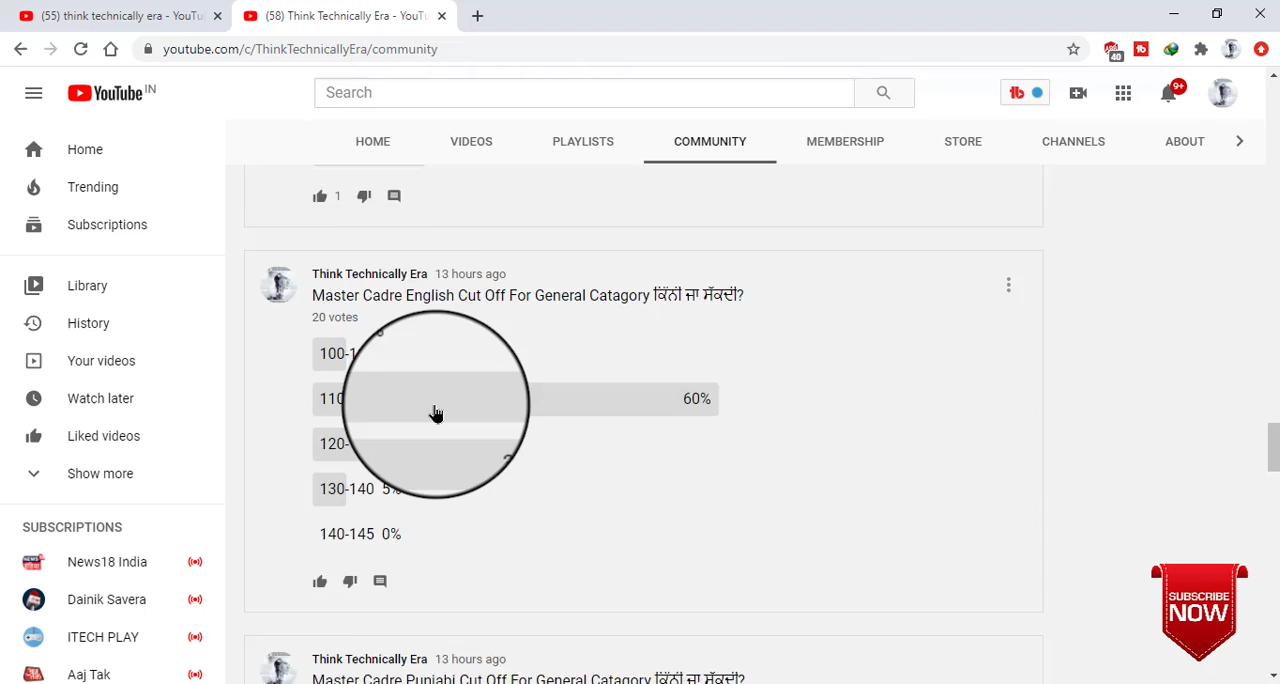 (55) think technically era - YouTu
(58) Think Technically Era - YouT
youtube.com/c/ThinkTechnicallyEra/community
40
YouTube IN
Search
9+
HOME VIDEOS PLAYLISTS COMMUNITY MEMBERSHIP STORE CHANNELS ABOUT
Home
Trending
Subscriptions
Library
History
Your videos
Watch later
Liked videos
Show more
SUBSCRIPTIONS
News18 India
Dainik Savera
ITECH PLAY
Aaj Tak
1
Think Technically Era 13 hours ago
Master Cadre English Cut Off For General Catagory ਕਿੰਨੀ ਜਾ ਸੱਕਦੀ?
20 votes
100-1
110 60%
120-
130-140 5%
140-145 0%
Think Technically Era 13 hours ago
Master Cadre Punjabi Cut Off For General Catagory ਕਿੰਨੀ ਜਾ ਸੱਕਦੀ?
SUBSCRIBE
NOW